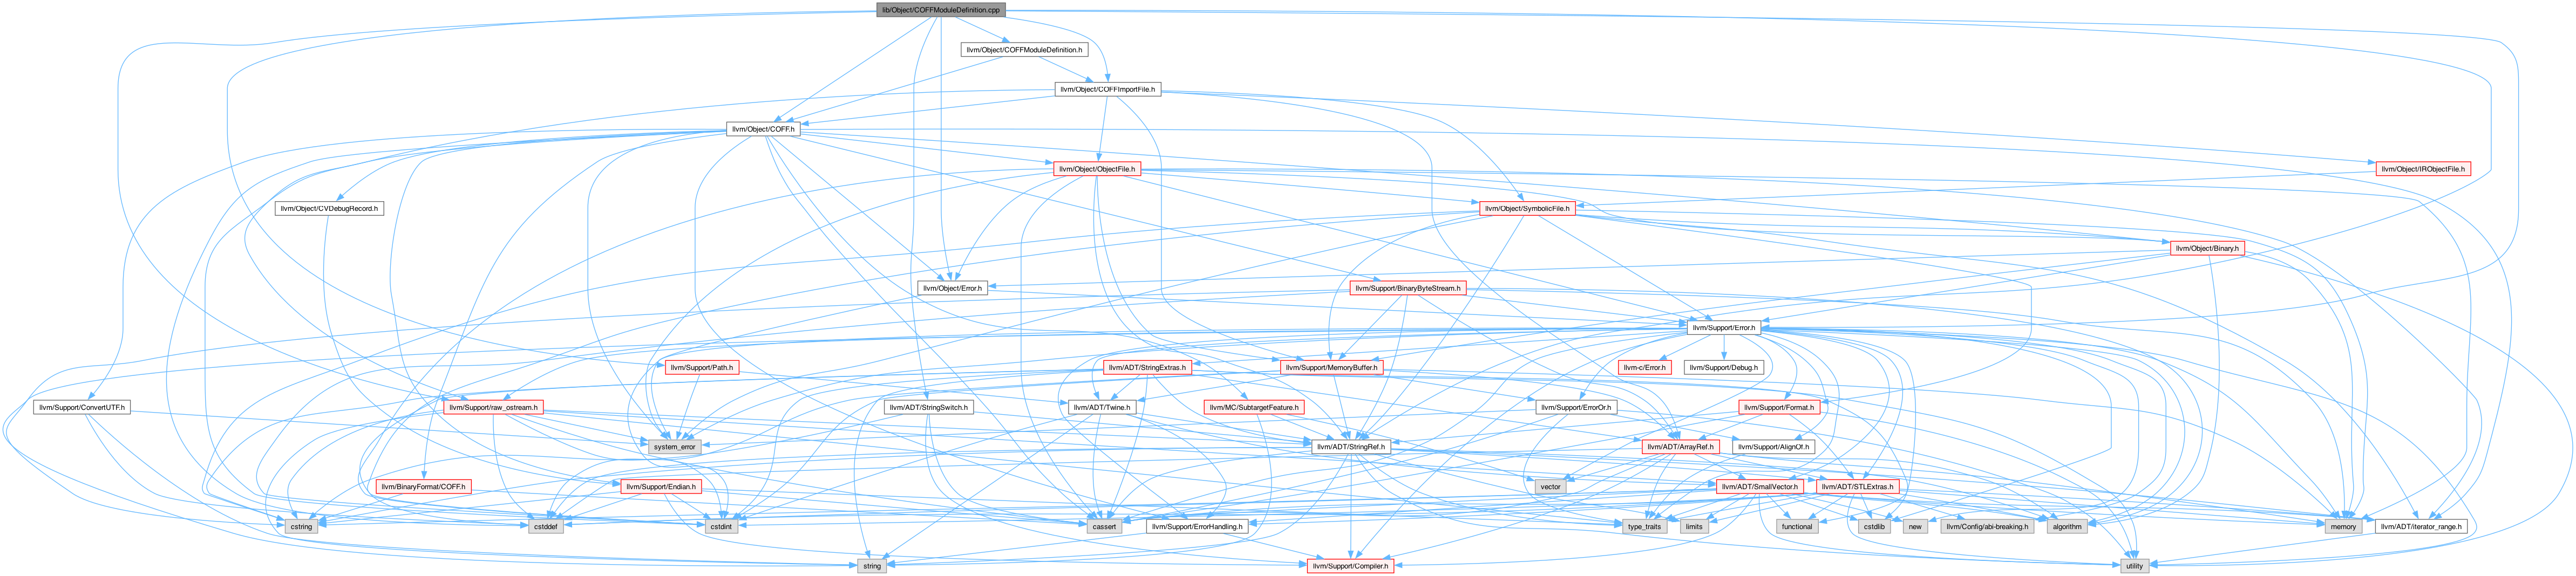 lib/Object/COFFModuleDefinition.cpp
llvm/Object/COFFModuleDefinition.h
llvm/Object/COFFImportFile.h
llvm/Object/COFF.h
llvm/Object/ObjectFile.h
llvm/Object/IRObjectFile.h
llvm/Object/CVDebugRecord.h
llvm/Object/SymbolicFile.h
llvm/Object/Binary.h
llvm/Object/Error.h
llvm/Support/BinaryByteStream.h
llvm/Support/Error.h
llvm/Support/Path.h
llvm/ADT/StringExtras.h
llvm/Support/MemoryBuffer.h
llvm-c/Error.h
llvm/Support/Debug.h
llvm/Support/ConvertUTF.h
llvm/Support/raw_ostream.h
llvm/ADT/StringSwitch.h
llvm/ADT/Twine.h
llvm/MC/SubtargetFeature.h
llvm/Support/ErrorOr.h
llvm/Support/Format.h
system_error
llvm/ADT/StringRef.h
llvm/ADT/ArrayRef.h
llvm/Support/AlignOf.h
llvm/BinaryFormat/COFF.h
llvm/Support/Endian.h
vector
llvm/ADT/SmallVector.h
llvm/ADT/STLExtras.h
cstring
cstddef
cstdint
cassert
llvm/Support/ErrorHandling.h
type_traits
limits
functional
cstdlib
new
llvm/Config/abi-breaking.h
algorithm
memory
llvm/ADT/iterator_range.h
string
llvm/Support/Compiler.h
utility